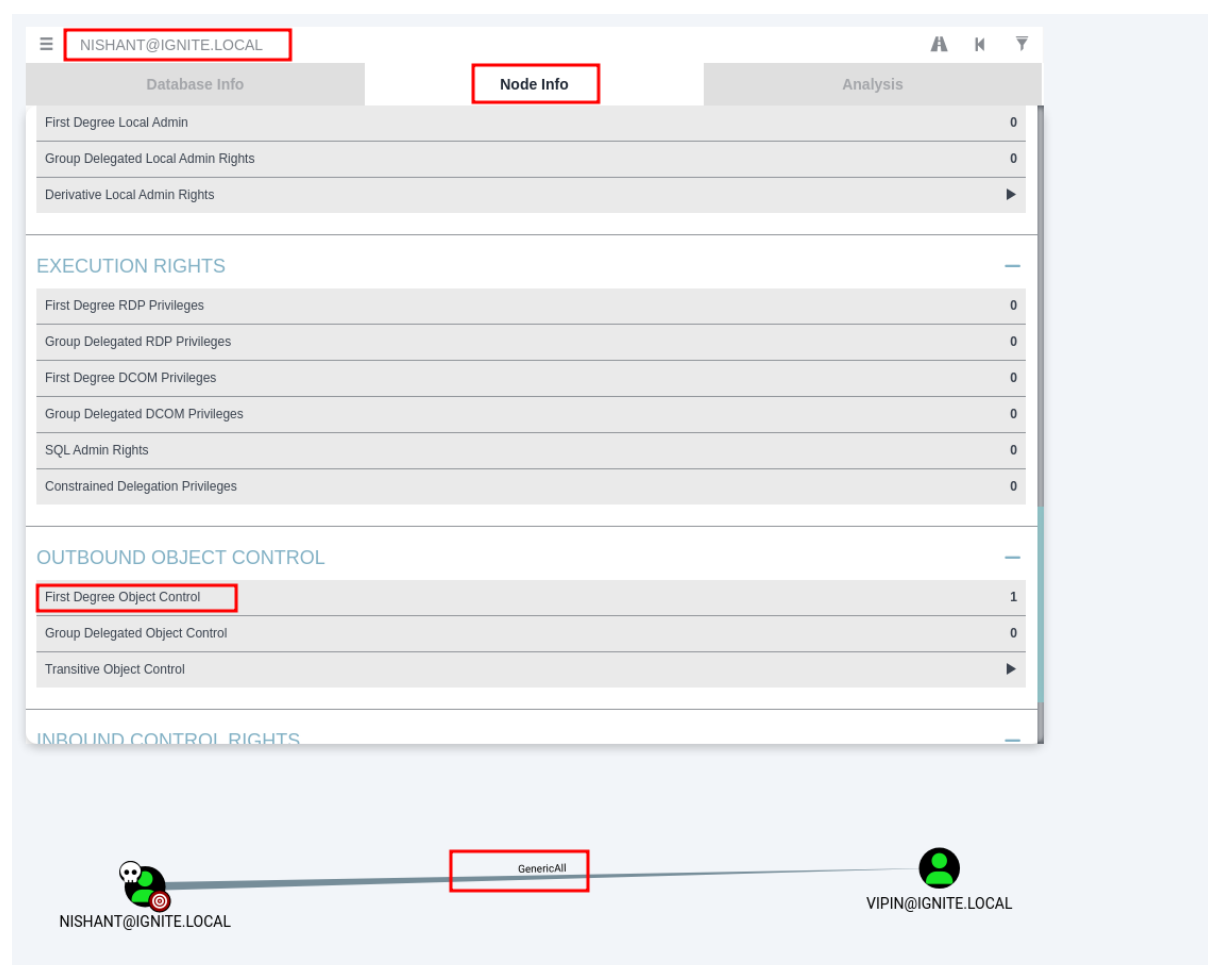 NISHANT@IGNITE.LOCAL
Database Info
Node Info
Analysis
First Degree Local Admin 0
Group Delegated Local Admin Rights 0
Derivative Local Admin Rights
EXECUTION RIGHTS
First Degree RDP Privileges 0
Group Delegated RDP Privileges 0
First Degree DCOM Privileges 0
Group Delegated DCOM Privileges 0
SQL Admin Rights 0
Constrained Delegation Privileges 0
OUTBOUND OBJECT CONTROL
First Degree Object Control 1
Group Delegated Object Control 0
Transitive Object Control
INBOUND CONTROL RIGHTS
GenericAll
NISHANT@IGNITE.LOCAL
VIPIN@IGNITE.LOCAL